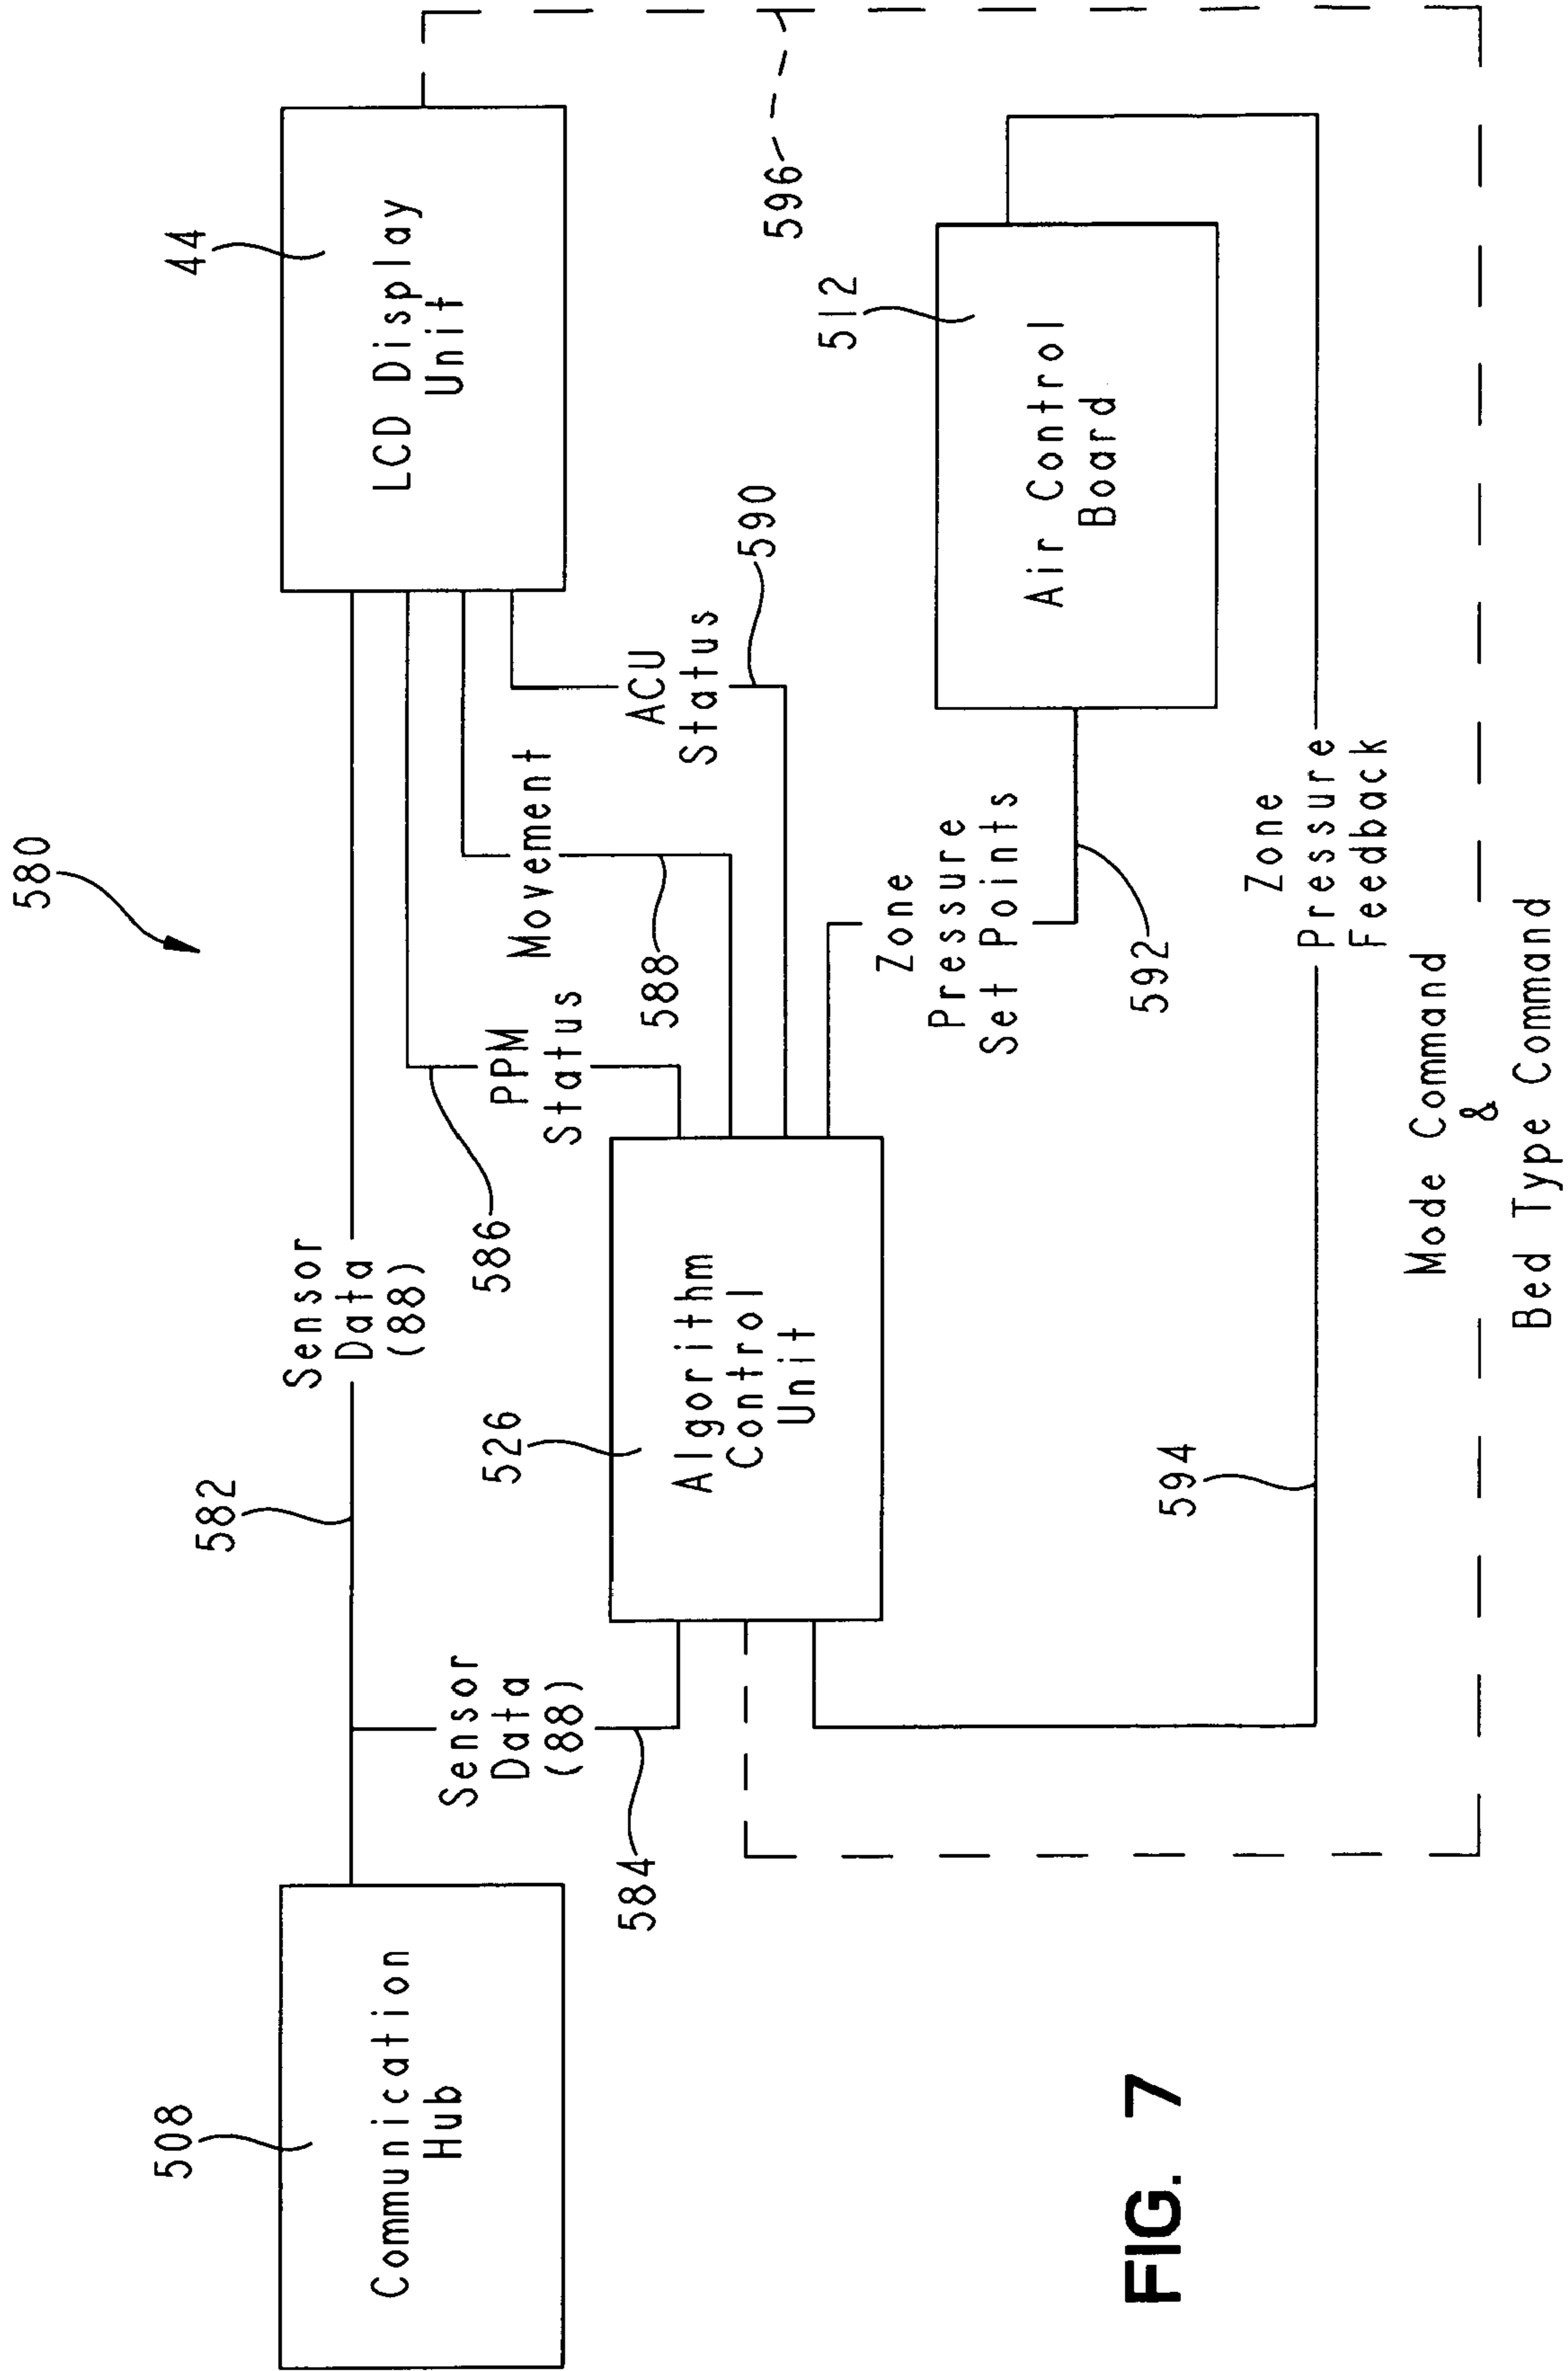 580
508
Communication
Hub
582
Sensor
Data
(88)
44
LCD Display
Unit
Sensor
Data
(88)
584
526
Algorithm
Control
Unit
586
PPM
Status
Movement
588
ACU
Status
590
596
Zone
Pressure
Set Points
592
512
Air Control
Board
594
Zone
Pressure
Feedback
Mode Command
&
Bed Type Command
FIG. 7